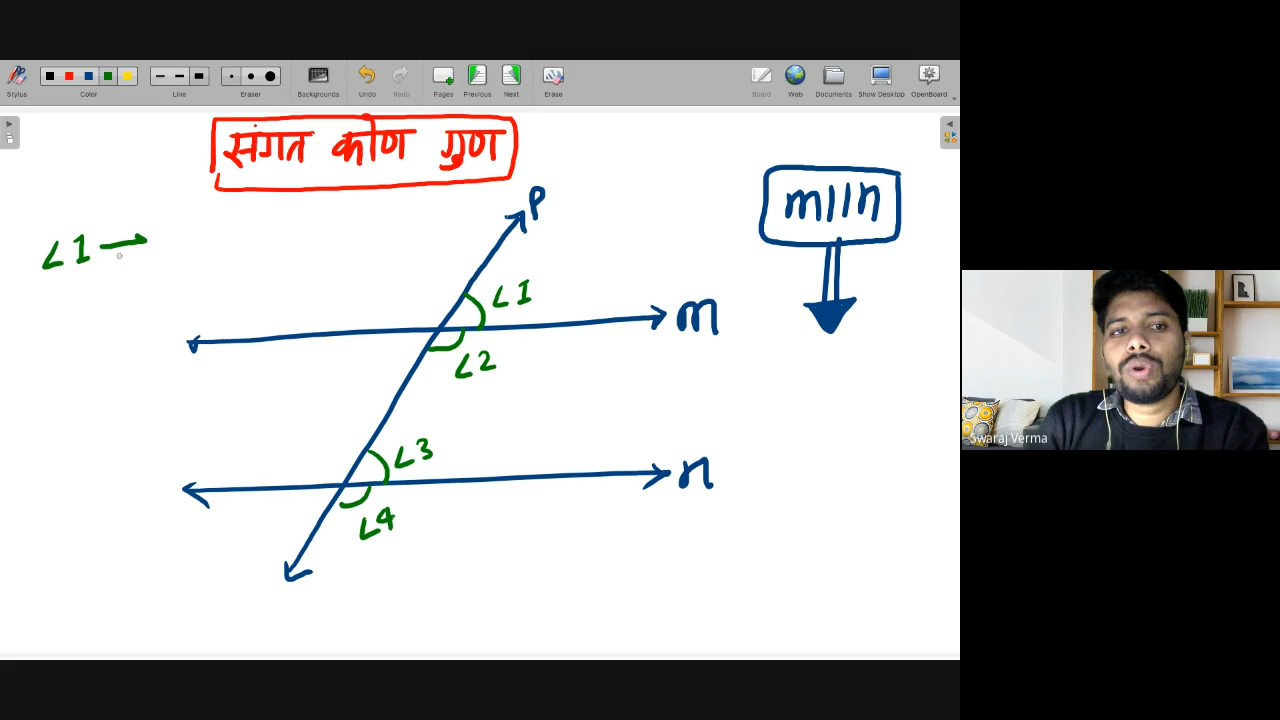 Stylus
Color
Line
Eraser
Backgrounds
Undo
Redo
Pages
Previous
Next
Erase
Board
Web
Documents
Show Desktop
OpenBoard
संगत कोण गुण
m||n
P
∠1
∠1
m
∠2
∠3
n
∠4
Swaraj Verma